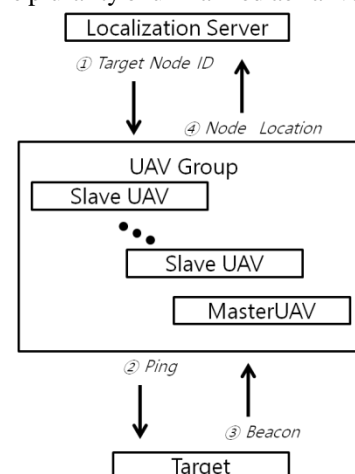 Localization Server
① Target Node ID
④ Node Location
UAV Group
Slave UAV
Slave UAV
MasterUAV
② Ping
③ Beacon
Target